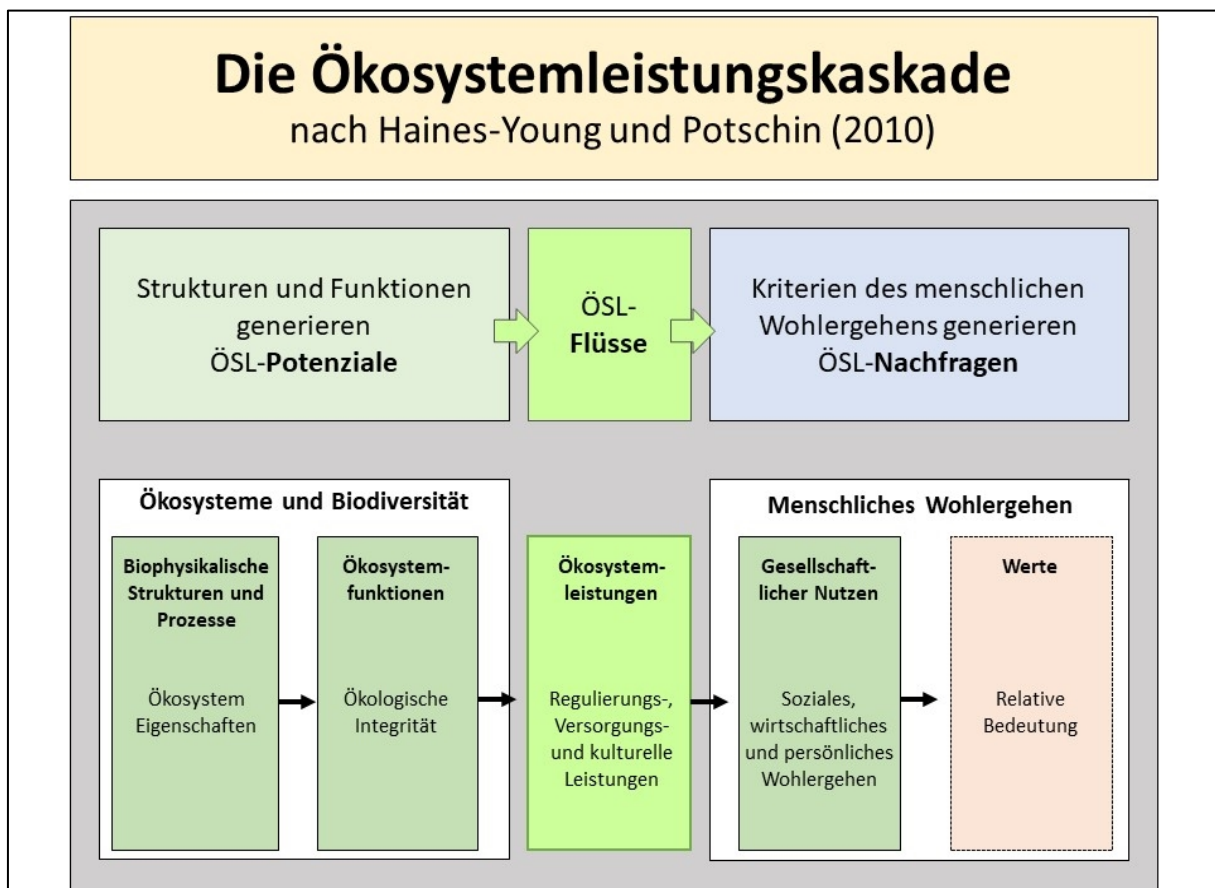 Die Ökosystemleistungskaskade
nach Haines-Young und Potschin (2010)
Strukturen und Funktionen
generieren
ÖSL-Potenziale
ÖSL-
Flüsse
Kriterien des menschlichen
Wohlergehens generieren
ÖSL-Nachfragen
Ökosysteme und Biodiversität
Biophysikalische
Strukturen und
Prozesse
Ökosystem
Eigenschaften
Ökosystem-
funktionen
Ökologische
Integrität
Ökosystem-
leistungen
Regulierungs-,
Versorgungs-
und kulturelle
Leistungen
Menschliches Wohlergehen
Gesellschaft-
licher Nutzen
Soziales,
wirtschaftliches
und persönliches
Wohlergehen
Werte
Relative
Bedeutung